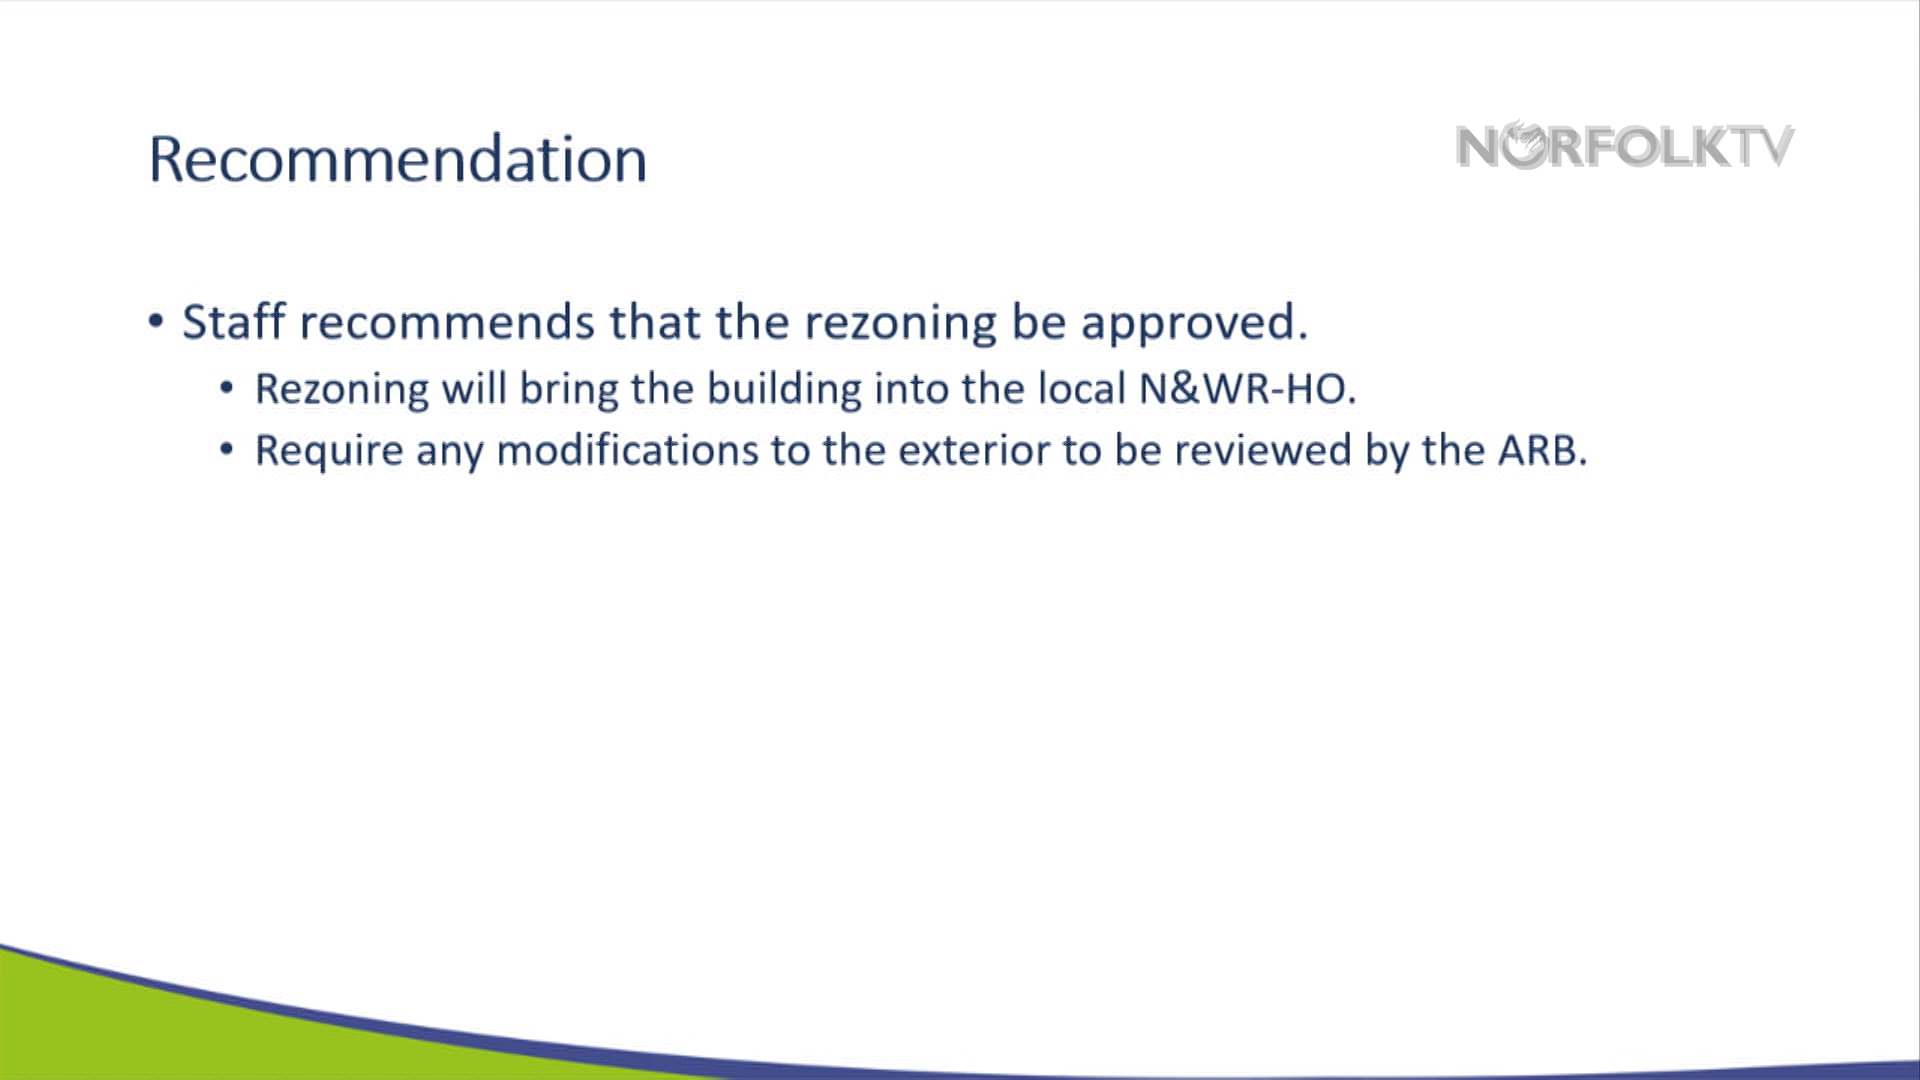 Recommendation
NORFOLKTV
• Staff recommends that the rezoning be approved.
• Rezoning will bring the building into the local N&WR-HO.
• Require any modifications to the exterior to be reviewed by the ARB.